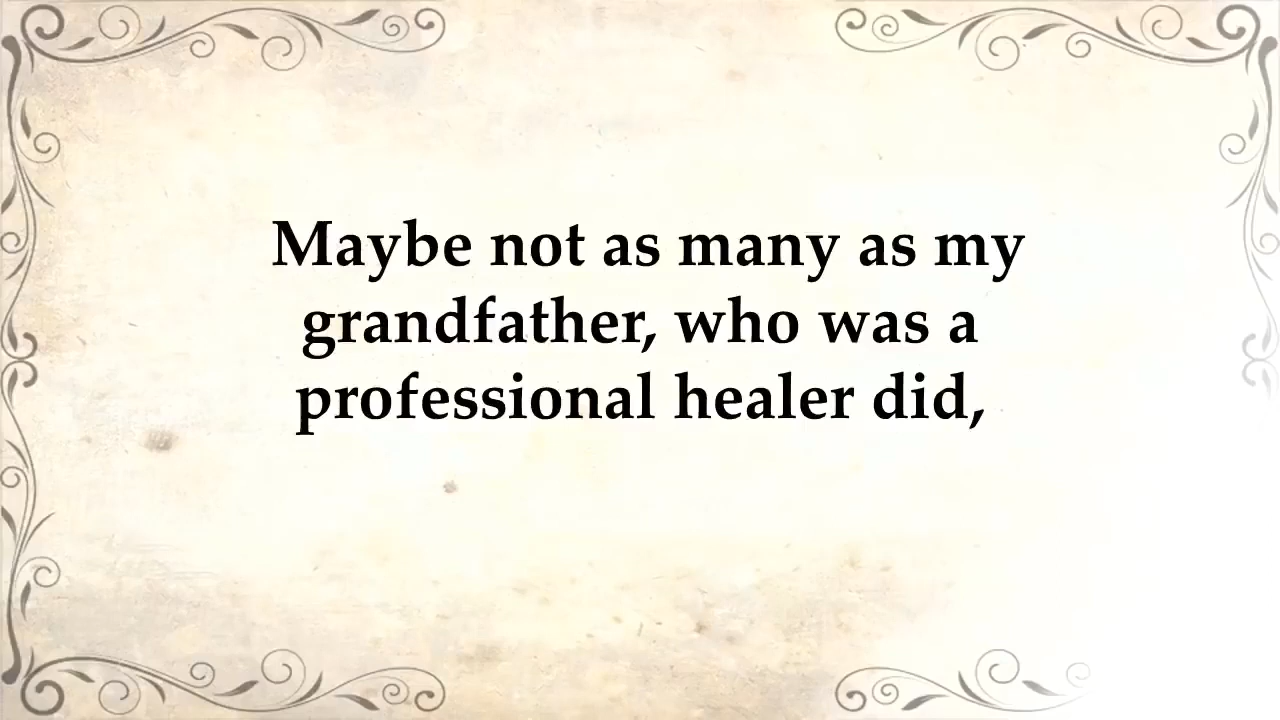 Maybe not as many as my
grandfather, who was a
professional healer did,